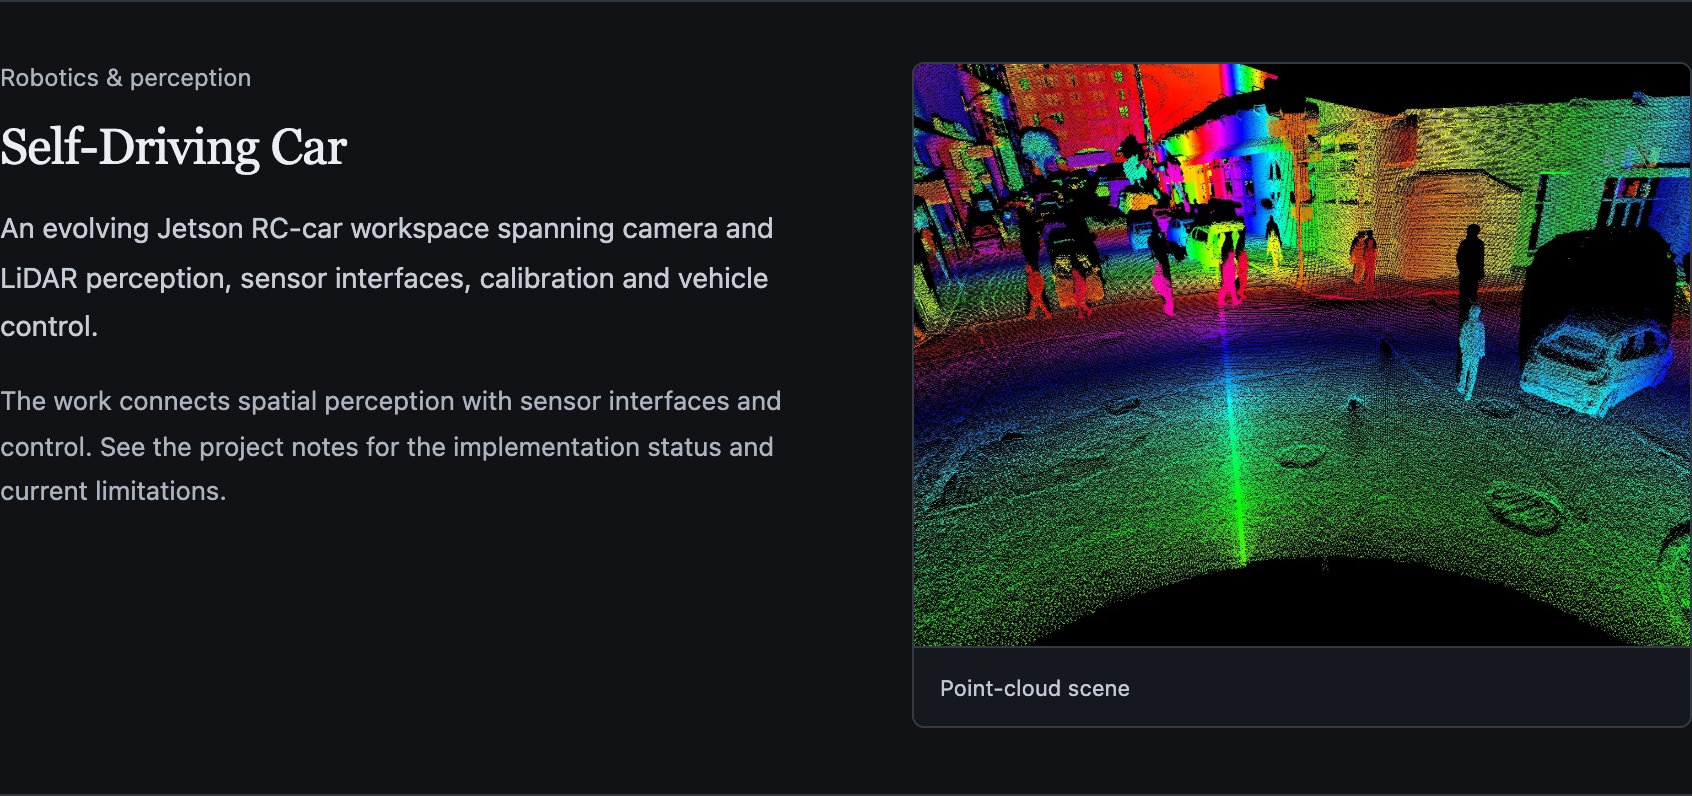 Robotics & perception
Self-Driving Car
An evolving Jetson RC-car workspace spanning camera and
LiDAR perception, sensor interfaces, calibration and vehicle
control.
The work connects spatial perception with sensor interfaces and
control. See the project notes for the implementation status and
current limitations.
Point-cloud scene